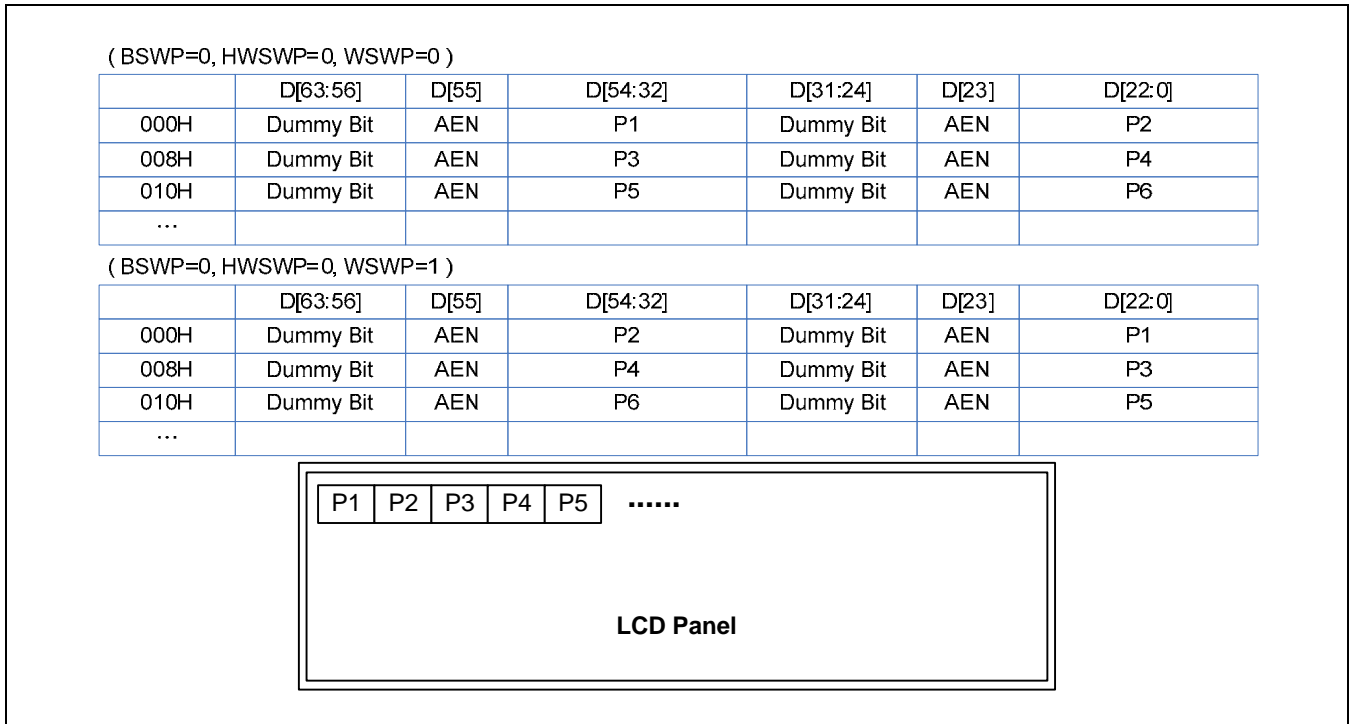 ( BSWP=0, HWSWP=0, WSWP=0 )
D[63:56] D[55] D[54:32] D[31:24] D[23] D[22:0]
000H Dummy Bit AEN P1 Dummy Bit AEN P2
008H Dummy Bit AEN P3 Dummy Bit AEN P4
010H Dummy Bit AEN P5 Dummy Bit AEN P6
...
( BSWP=0, HWSWP=0, WSWP=1 )
D[63:56] D[55] D[54:32] D[31:24] D[23] D[22:0]
000H Dummy Bit AEN P2 Dummy Bit AEN P1
008H Dummy Bit AEN P4 Dummy Bit AEN P3
010H Dummy Bit AEN P6 Dummy Bit AEN P5
...
P1 P2 P3 P4 P5 ......
LCD Panel